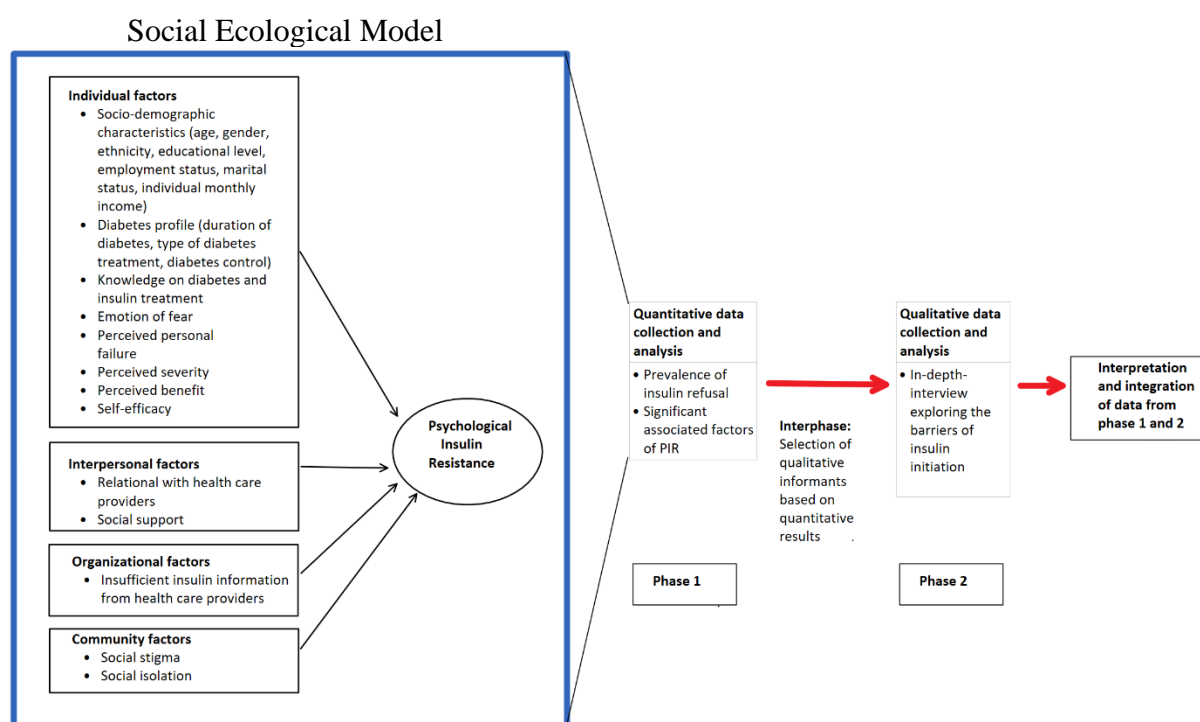 Social Ecological Model
Individual factors
• Socio-demographic
characteristics (age, gender,
ethnicity, educational level,
employment status, marital
status, individual monthly
income)
• Diabetes profile (duration of
diabetes, type of diabetes
treatment, diabetes control)
• Knowledge on diabetes and
insulin treatment
• Emotion of fear
• Perceived personal
failure
• Perceived severity
• Perceived benefit
• Self-efficacy
Interpersonal factors
• Relational with health care
providers
• Social support
Organizational factors
• Insufficient insulin information
from health care providers
Community factors
• Social stigma
• Social isolation
Psychological
Insulin
Resistance
Quantitative data
collection and
analysis
• Prevalence of
insulin refusal
• Significant
associated factors
of PIR
Phase 1
Interphase:
Selection of
qualitative
informants
based on
quantitative
results .
Qualitative data
collection and
analysis
• In-depth-
interview
exploring the
barriers of
insulin
initiation
Phase 2
Interpretation
and integration
of data from
phase 1 and 2